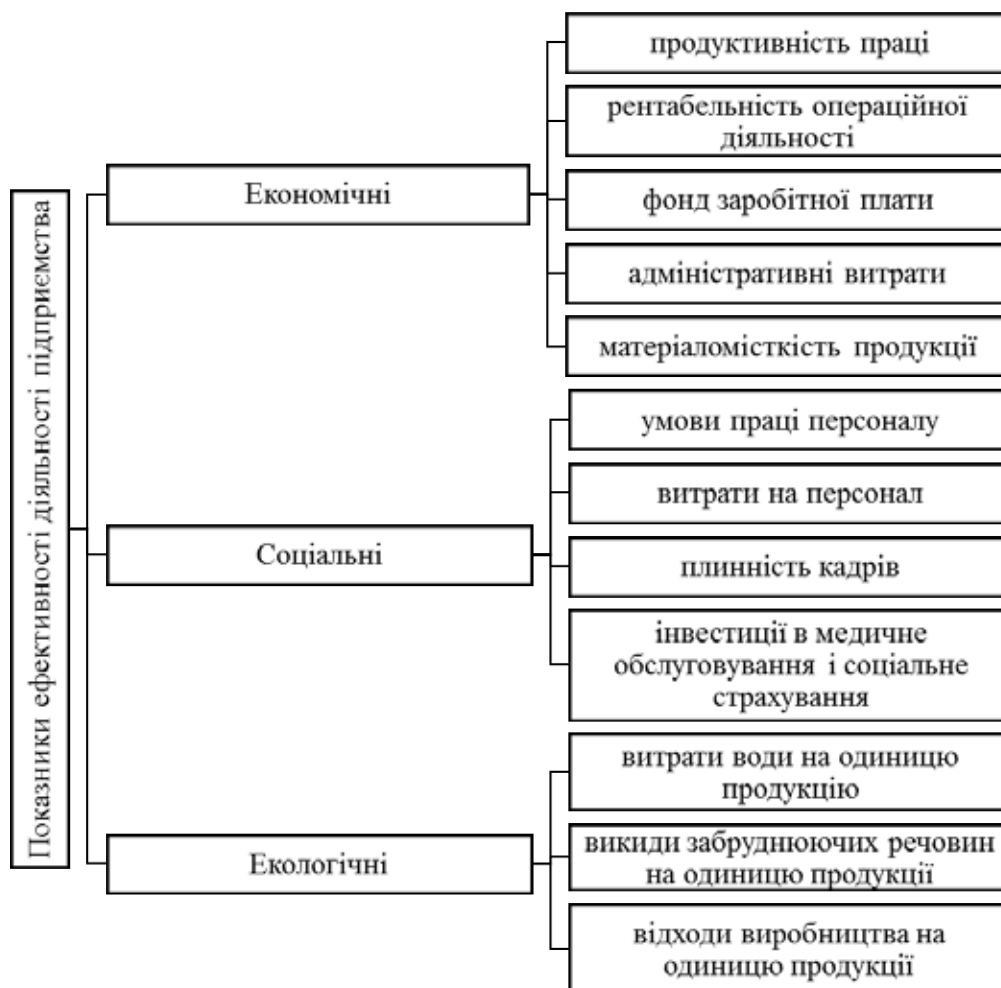 Показники ефективності діяльності підприємства
Економічні
продуктивність праці
рентабельність операційної
діяльності
фонд заробітної плати
адміністративні витрати
матеріаломісткість продукції
Соціальні
умови праці персоналу
витрати на персонал
плинність кадрів
інвестиції в медичне
обслуговування і соціальне
страхування
Екологічні
витрати води на одиницю
продукцію
викиди забруднюючих речовин
на одиницю продукції
відходи виробництва на
одиницю продукції